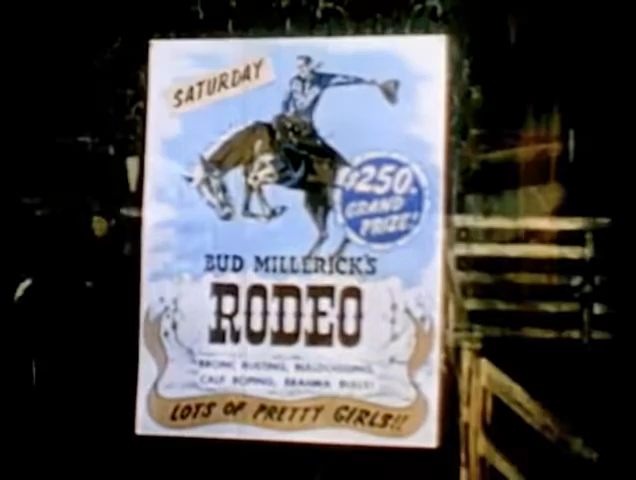 SATURDAY
$250.
GRAND
PRIZE!
BUD MILLERICK'S
RODEO
BRONC BUSTING, BULLDOGGING,
CALF ROPING, BRAHMA BULLS!
LOTS OF PRETTY GIRLS!!